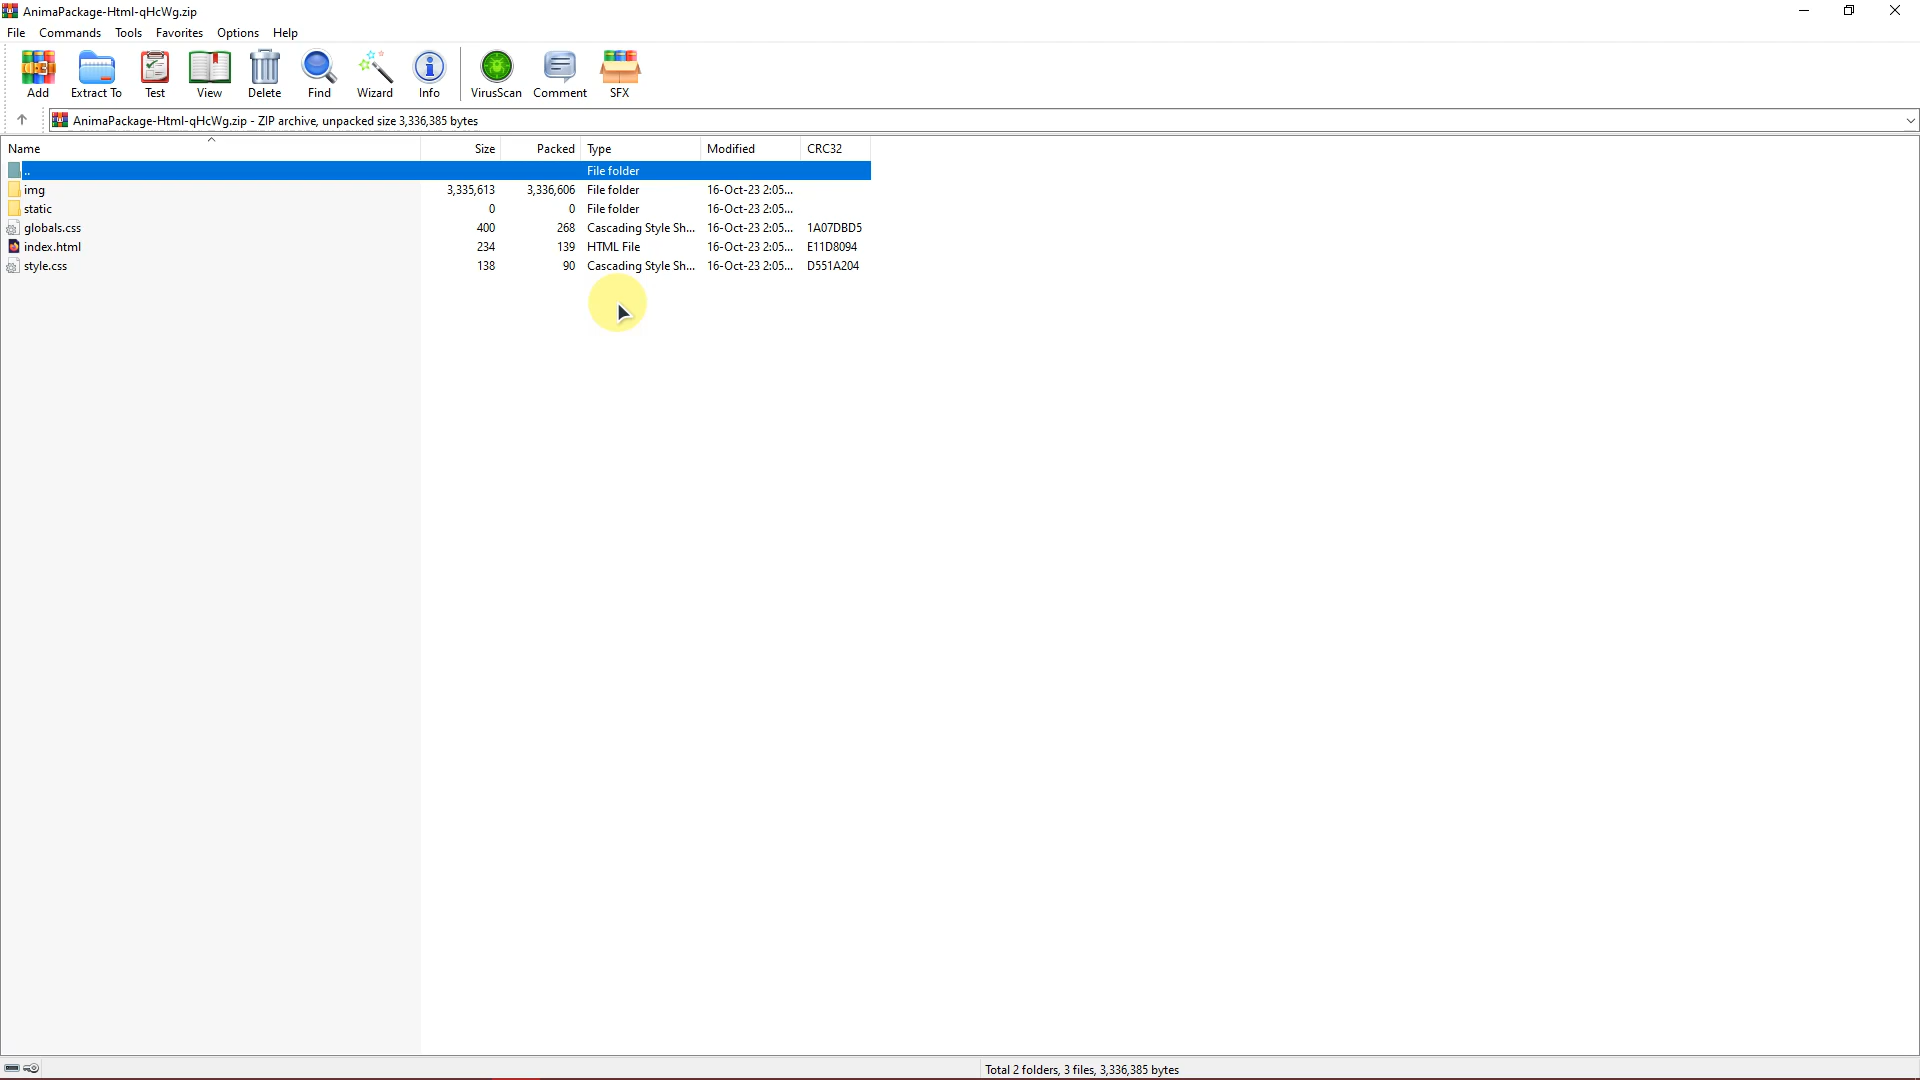 AnimaPackage-Html-qHcWg.zip
File Commands Tools Favorites Options Help
Add Extract To Test View Delete Find Wizard Info VirusScan Comment SFX
AnimaPackage-Html-qHcWg.zip - ZIP archive, unpacked size 3,336,385 bytes
Name Size Packed Type Modified CRC32
.. File folder
img 3,335,613 3,336,606 File folder 16-Oct-23 2:05...
static 0 0 File folder 16-Oct-23 2:05...
globals.css 400 268 Cascading Style Sh... 16-Oct-23 2:05... 1A07DBD5
index.html 234 139 HTML File 16-Oct-23 2:05... E11D8094
style.css 138 90 Cascading Style Sh... 16-Oct-23 2:05... D551A204
Total 2 folders, 3 files, 3,336,385 bytes